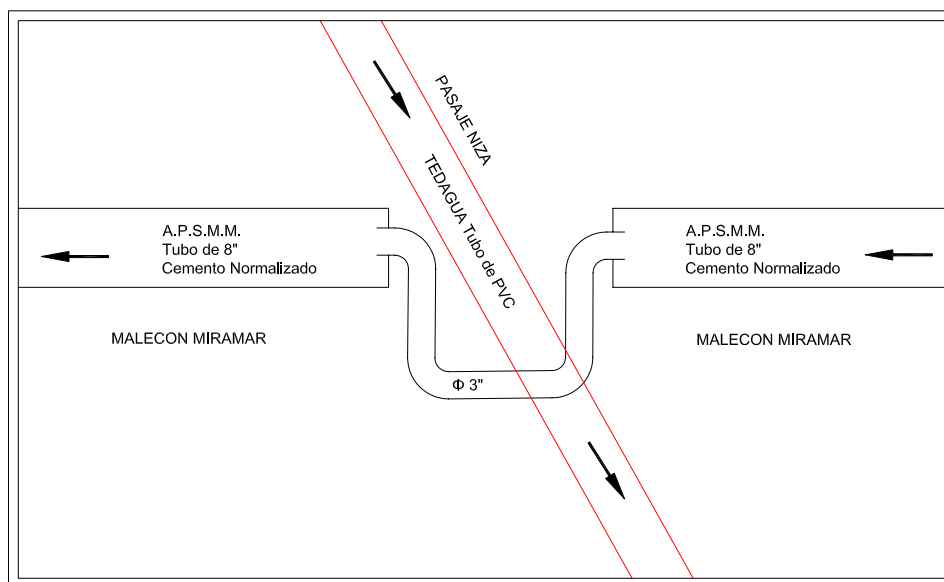 PASAJE NIZA
TEDAGUA Tubo de PVC
A.P.S.M.M.
Tubo de 8"
Cemento Normalizado
A.P.S.M.M.
Tubo de 8"
Cemento Normalizado
MALECON MIRAMAR
MALECON MIRAMAR
Φ 3"